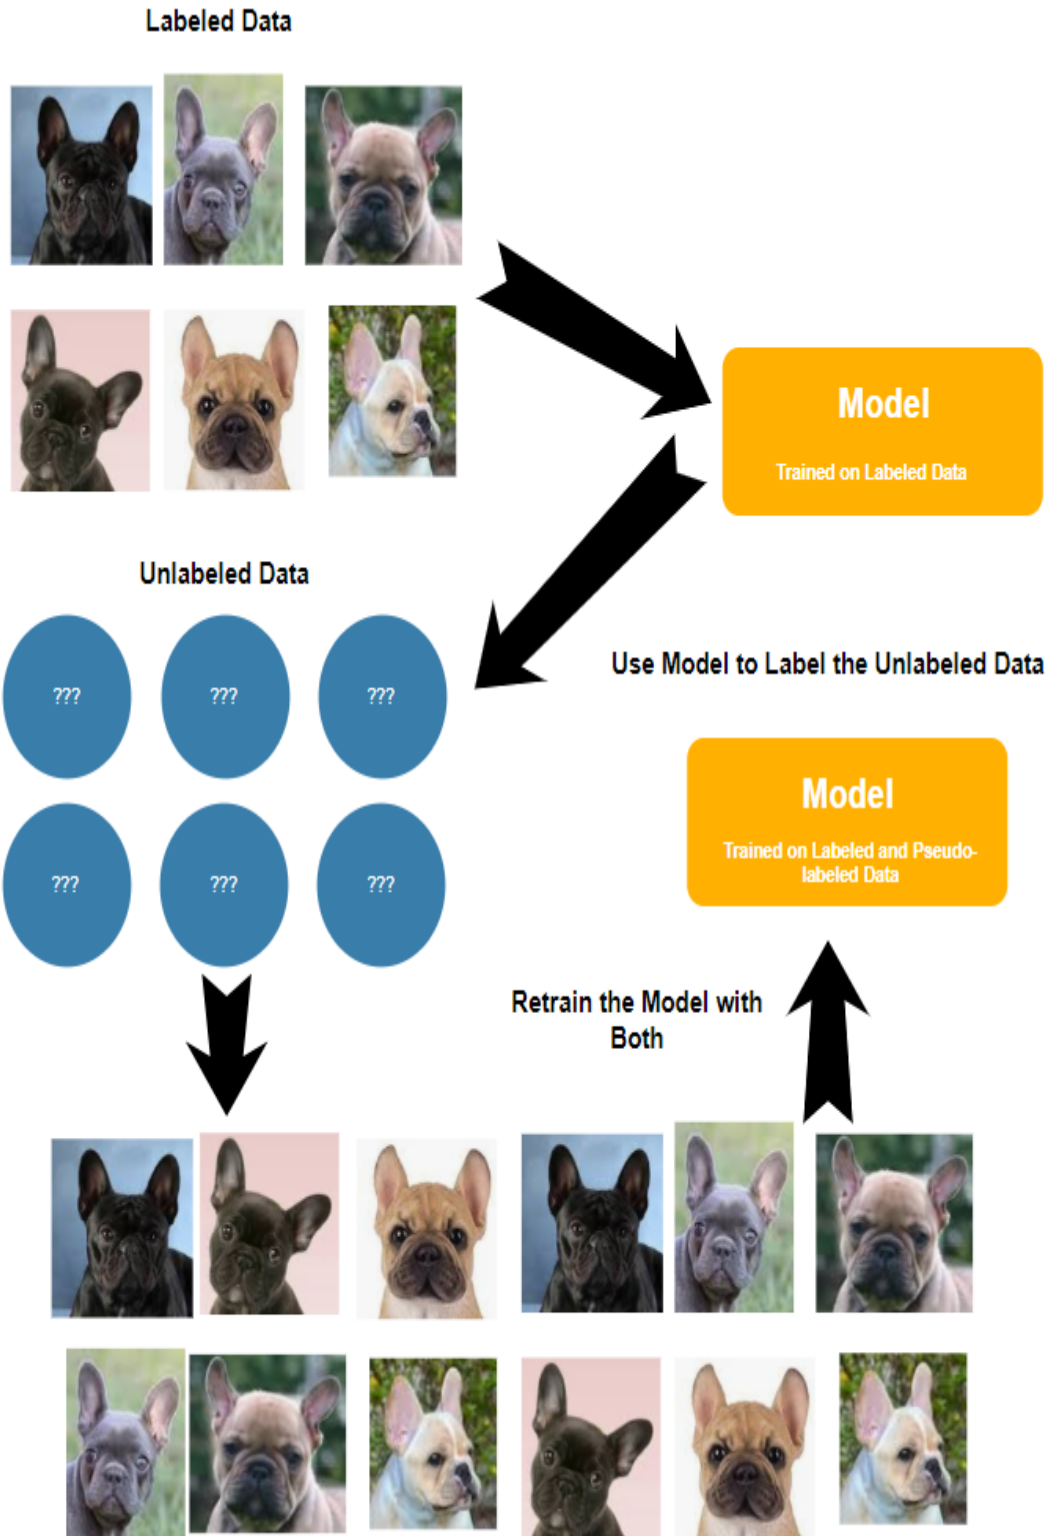 Labeled Data
Model
Trained on Labeled Data
Unlabeled Data
??? ??? ???
Use Model to Label the Unlabeled Data
??? ??? ???
Model
Trained on Labeled and Pseudo-
labeled Data
Retrain the Model with
Both